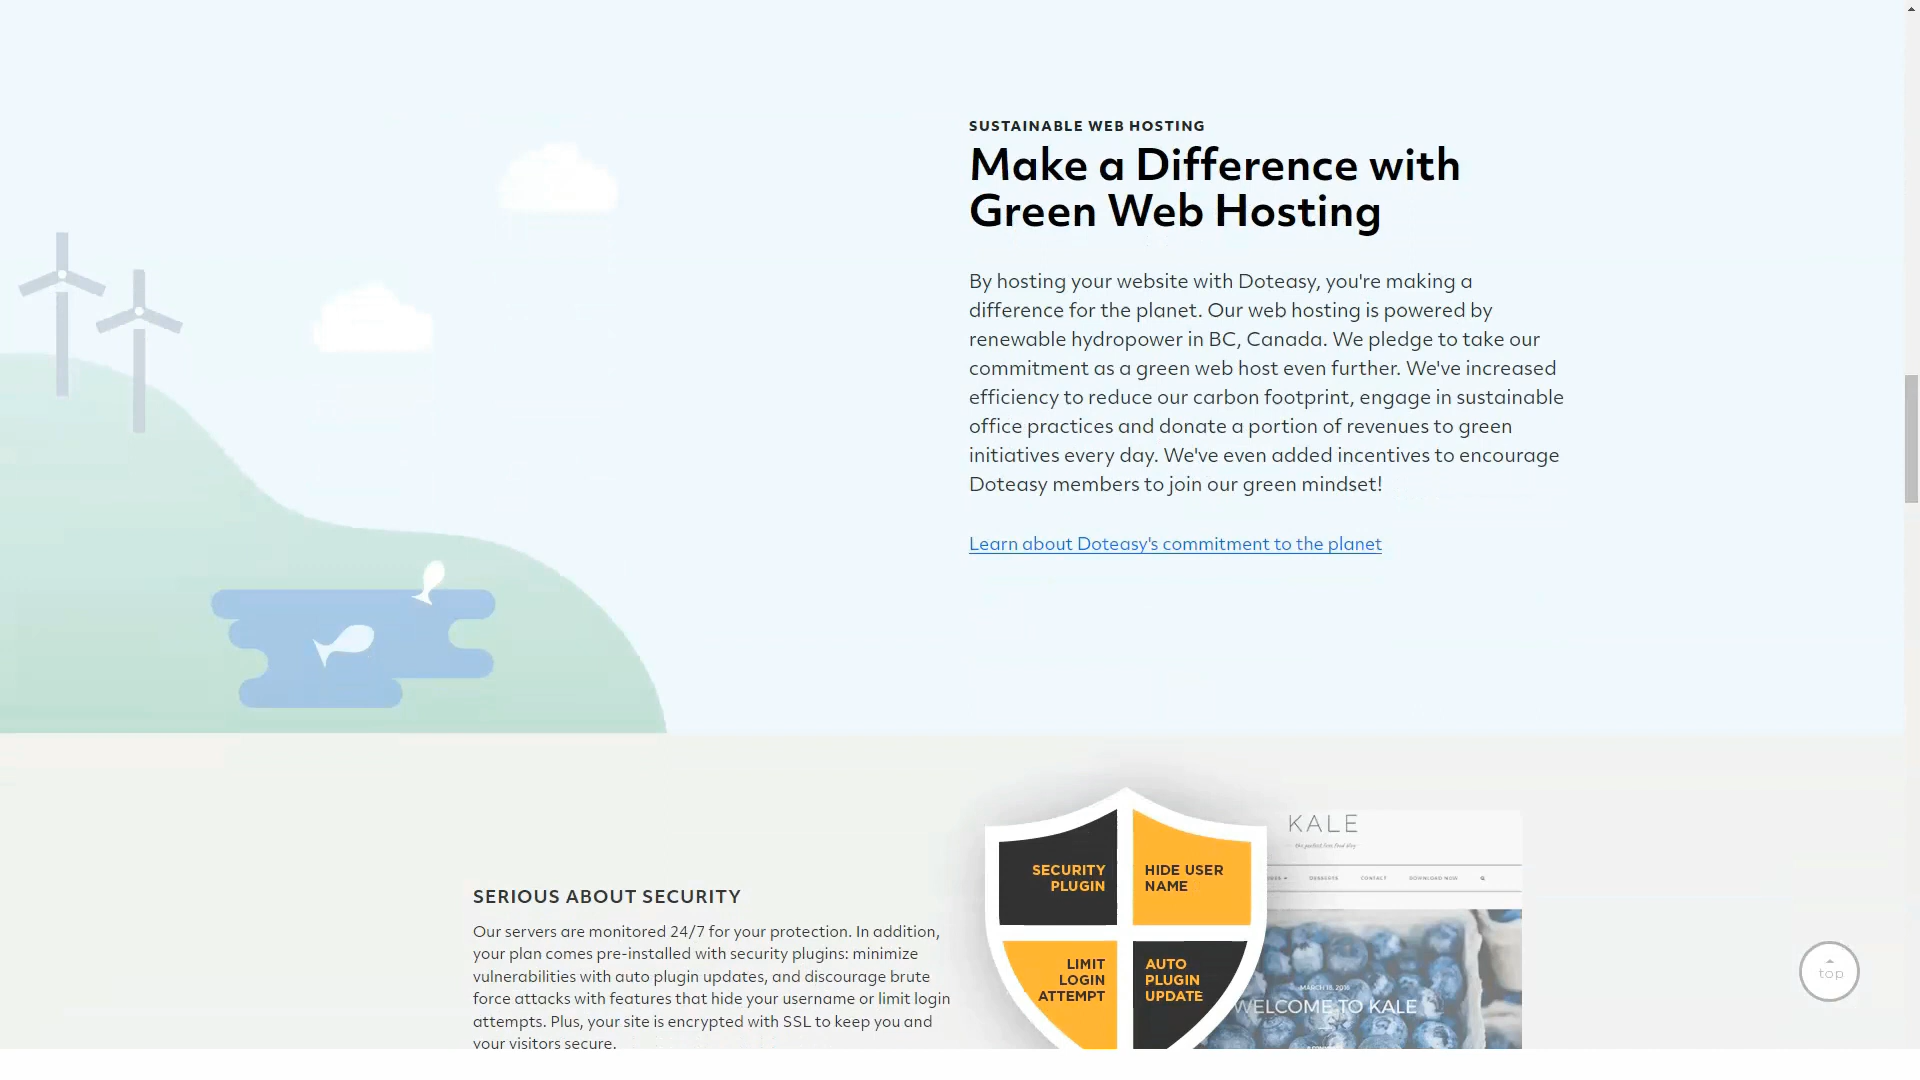 SUSTAINABLE WEB HOSTING
Make a Difference with
Green Web Hosting
By hosting your website with Doteasy, you're making a
difference for the planet. Our web hosting is powered by
renewable hydropower in BC, Canada. We pledge to take our
commitment as a green web host even further. We've increased
efficiency to reduce our carbon footprint, engage in sustainable
office practices and donate a portion of revenues to green
initiatives every day. We've even added incentives to encourage
Doteasy members to join our green mindset!
Learn about Doteasy's commitment to the planet
SERIOUS ABOUT SECURITY
Our servers are monitored 24/7 for your protection. In addition,
your plan comes pre-installed with security plugins: minimize
vulnerabilities with auto plugin updates, and discourage brute
force attacks with features that hide your username or limit login
attempts. Plus, your site is encrypted with SSL to keep you and
your visitors secure.
SECURITY
PLUGIN
HIDE USER
NAME
LIMIT
LOGIN
ATTEMPT
AUTO
PLUGIN
UPDATE
KALE
DESSERTS CONTACT DOWNLOAD NOW
WELCOME TO KALE
top